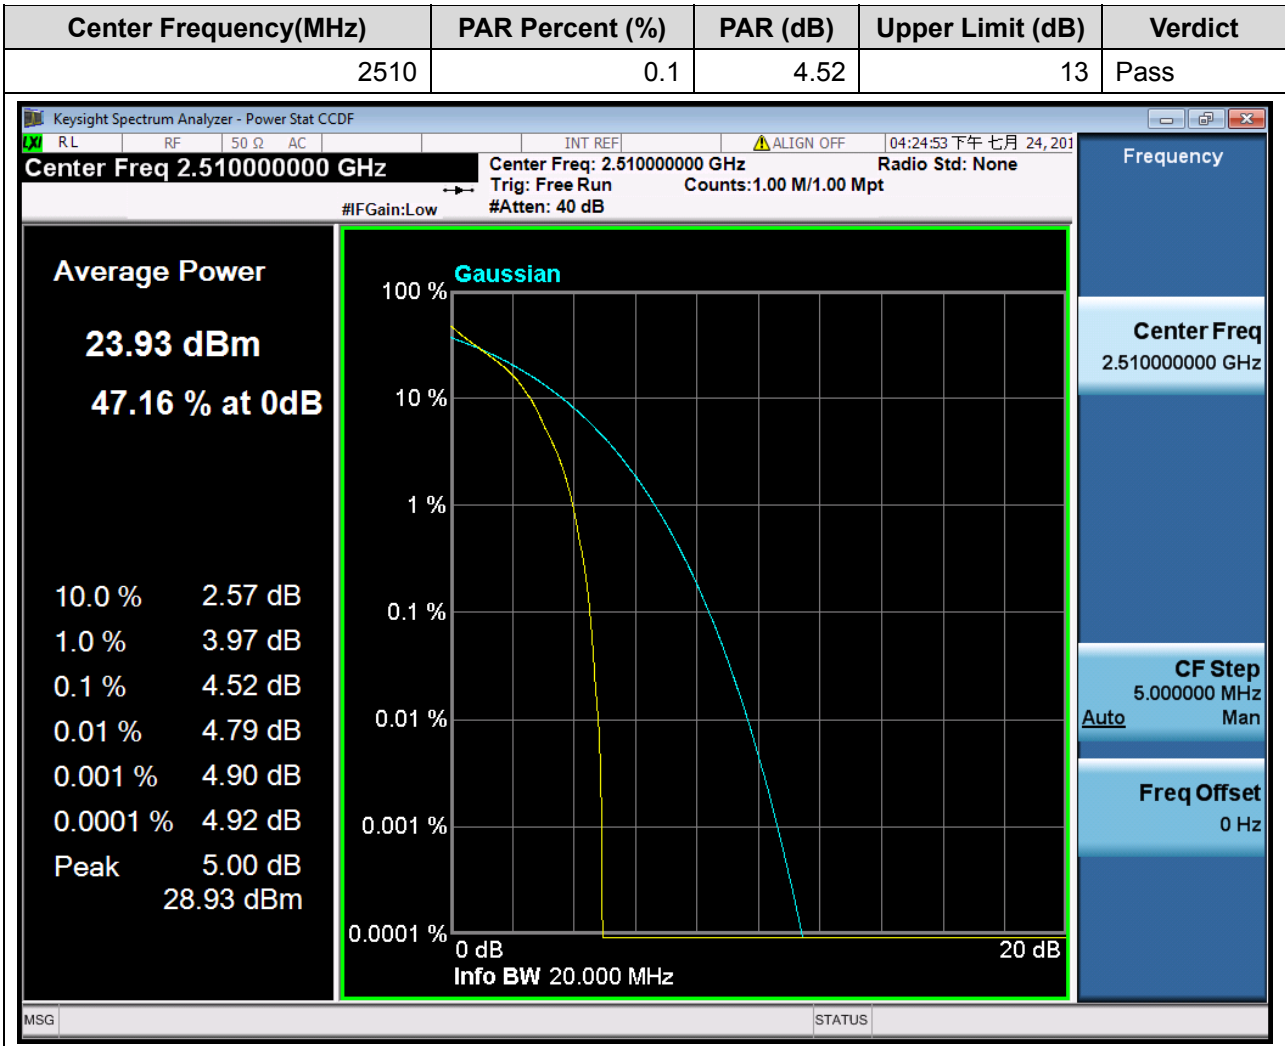 Center Frequency(MHz) PAR Percent (%) PAR (dB) Upper Limit (dB) Verdict
2510 0.1 4.52 13 Pass
Keysight Spectrum Analyzer - Power Stat CCDF
LXI RL RF 50 Ω AC INT REF ALIGN OFF 04:24:53 下午 七月 24, 201
Center Freq 2.510000000 GHz
Center Freq: 2.510000000 GHz Radio Std: None
Trig: Free Run Counts:1.00 M/1.00 Mpt
#IFGain:Low #Atten: 40 dB
Average Power
23.93 dBm
47.16 % at 0dB
10.0 % 2.57 dB
1.0 % 3.97 dB
0.1 % 4.52 dB
0.01 % 4.79 dB
0.001 % 4.90 dB
0.0001 % 4.92 dB
Peak 5.00 dB
28.93 dBm
Gaussian
100 %
10 %
1 %
0.1 %
0.01 %
0.001 %
0.0001 %
0 dB 20 dB
Info BW 20.000 MHz
Frequency
Center Freq
2.510000000 GHz
CF Step
5.000000 MHz
Auto Man
Freq Offset
0 Hz
MSG STATUS